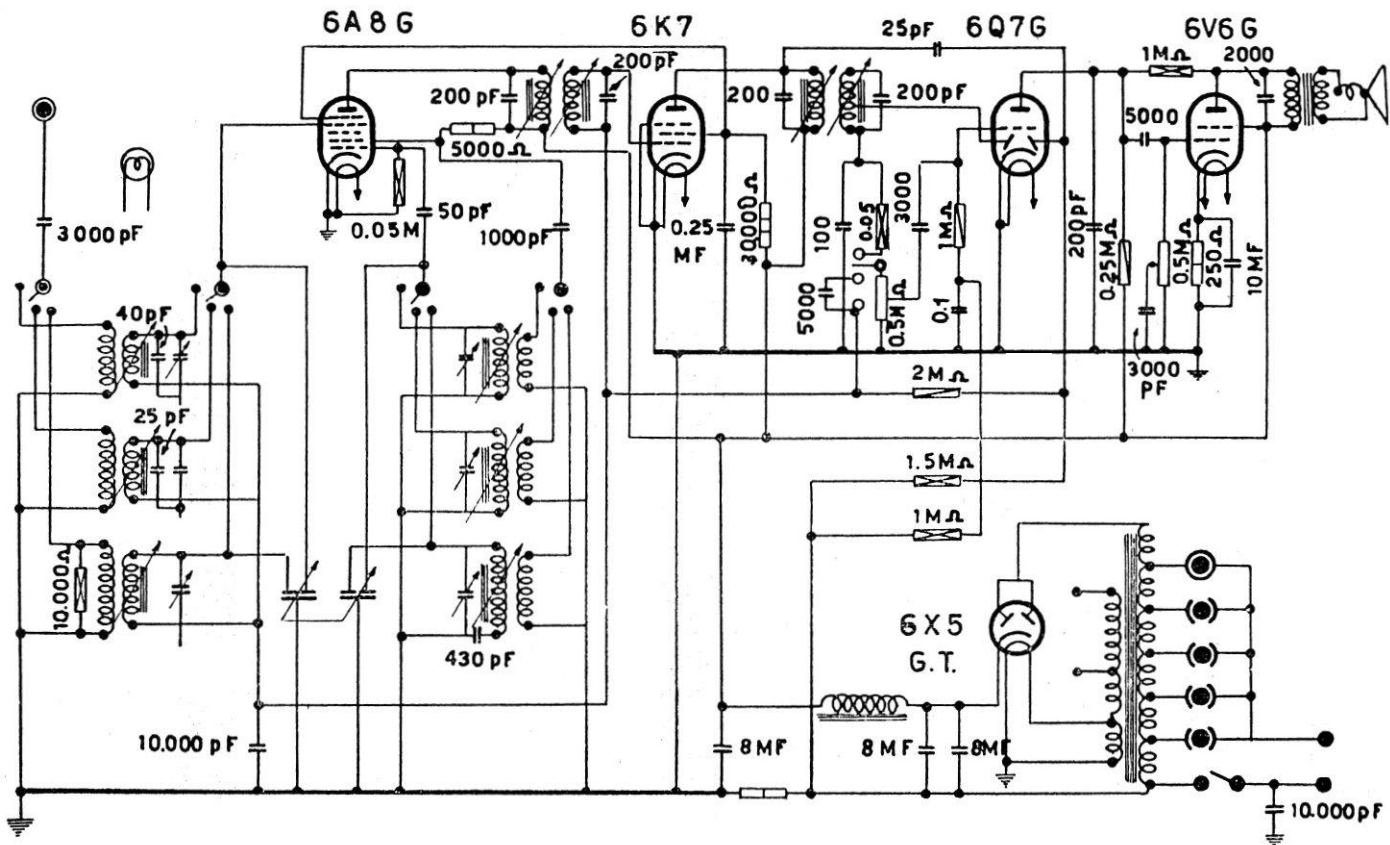 6A8G
6K7
25pF
6Q7G
6V6G
200pF
1MΩ
2000
200 pF
200
200pF
5000
5000Ω
3000pF
50pF
0.05M
1000pF
0.25
MF
30000Ω
100
0.05
3000
1MΩ
200pF
0.25MΩ
0.5MΩ
250Ω
10MF
40pF
5000
0.5MΩ
0.1
3000
PF
25 pF
2MΩ
1.5MΩ
1MΩ
10.000Ω
430 pF
6X5
G.T.
10.000 pF
8MF
8MF
8MF
10.000pF